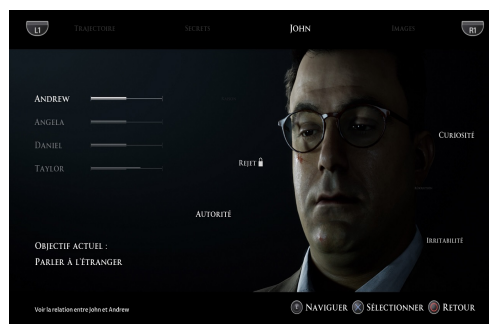 L1
TRAJECTOIRE
SECRETS
JOHN
IMAGES
R1
ANDREW
ANGELA
DANIEL
TAYLOR
CURIOSITÉ
REJET
AUTORITÉ
IRRITABILITÉ
OBJECTIF ACTUEL :
PARLER À L'ÉTRANGER
Voir la relation entre John et Andrew
NAVIGUER SÉLECTIONNER RETOUR